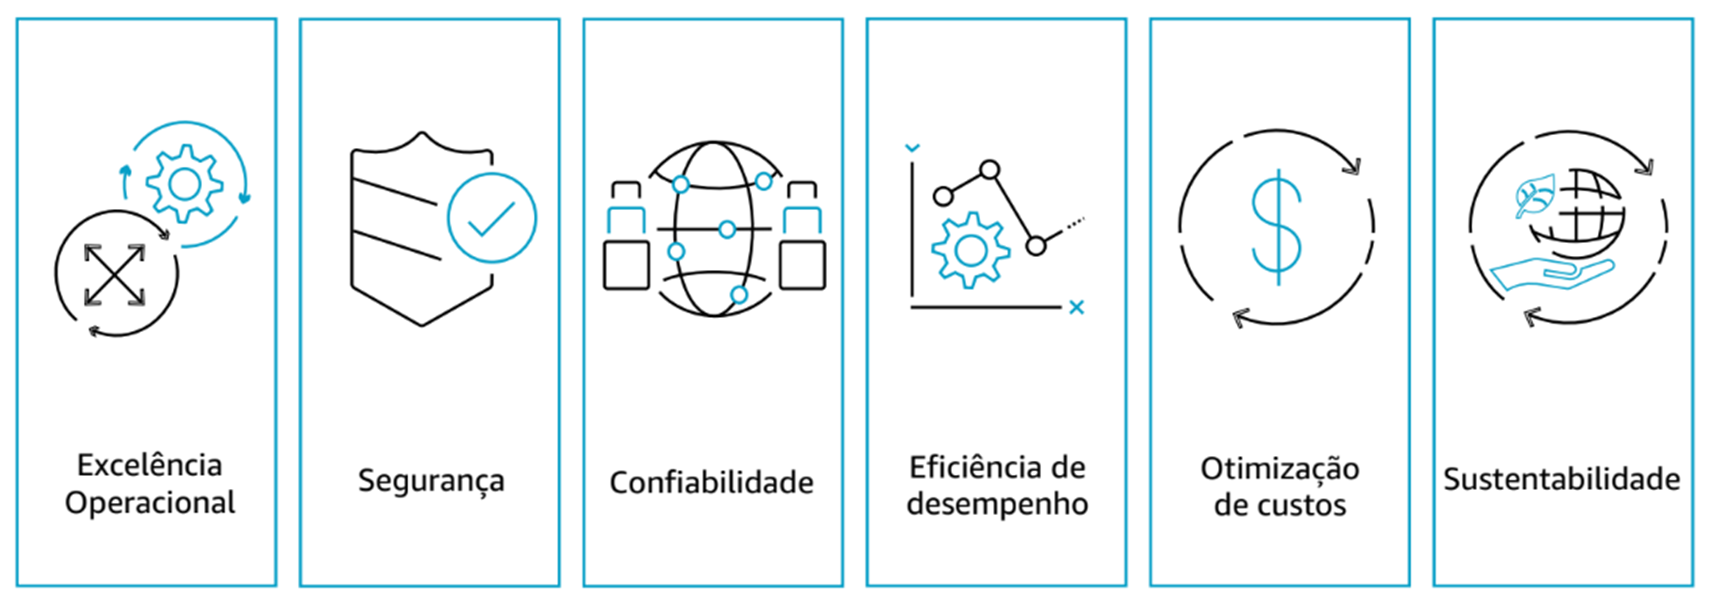 Excelência
Operacional
Segurança
Confiabilidade
Eficiência de
desempenho
Otimização
de custos
Sustentabilidade